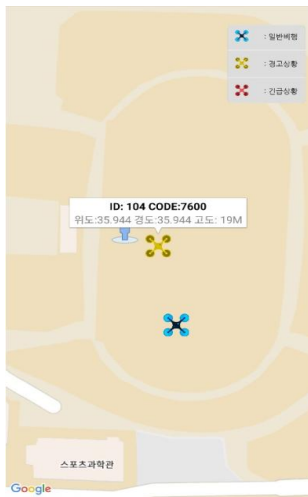 : 일반비행
: 경고상황
: 긴급상황
ID: 104 CODE:7600
위도:35.944 경도:35.944 고도: 19M
스포츠과학관
Google